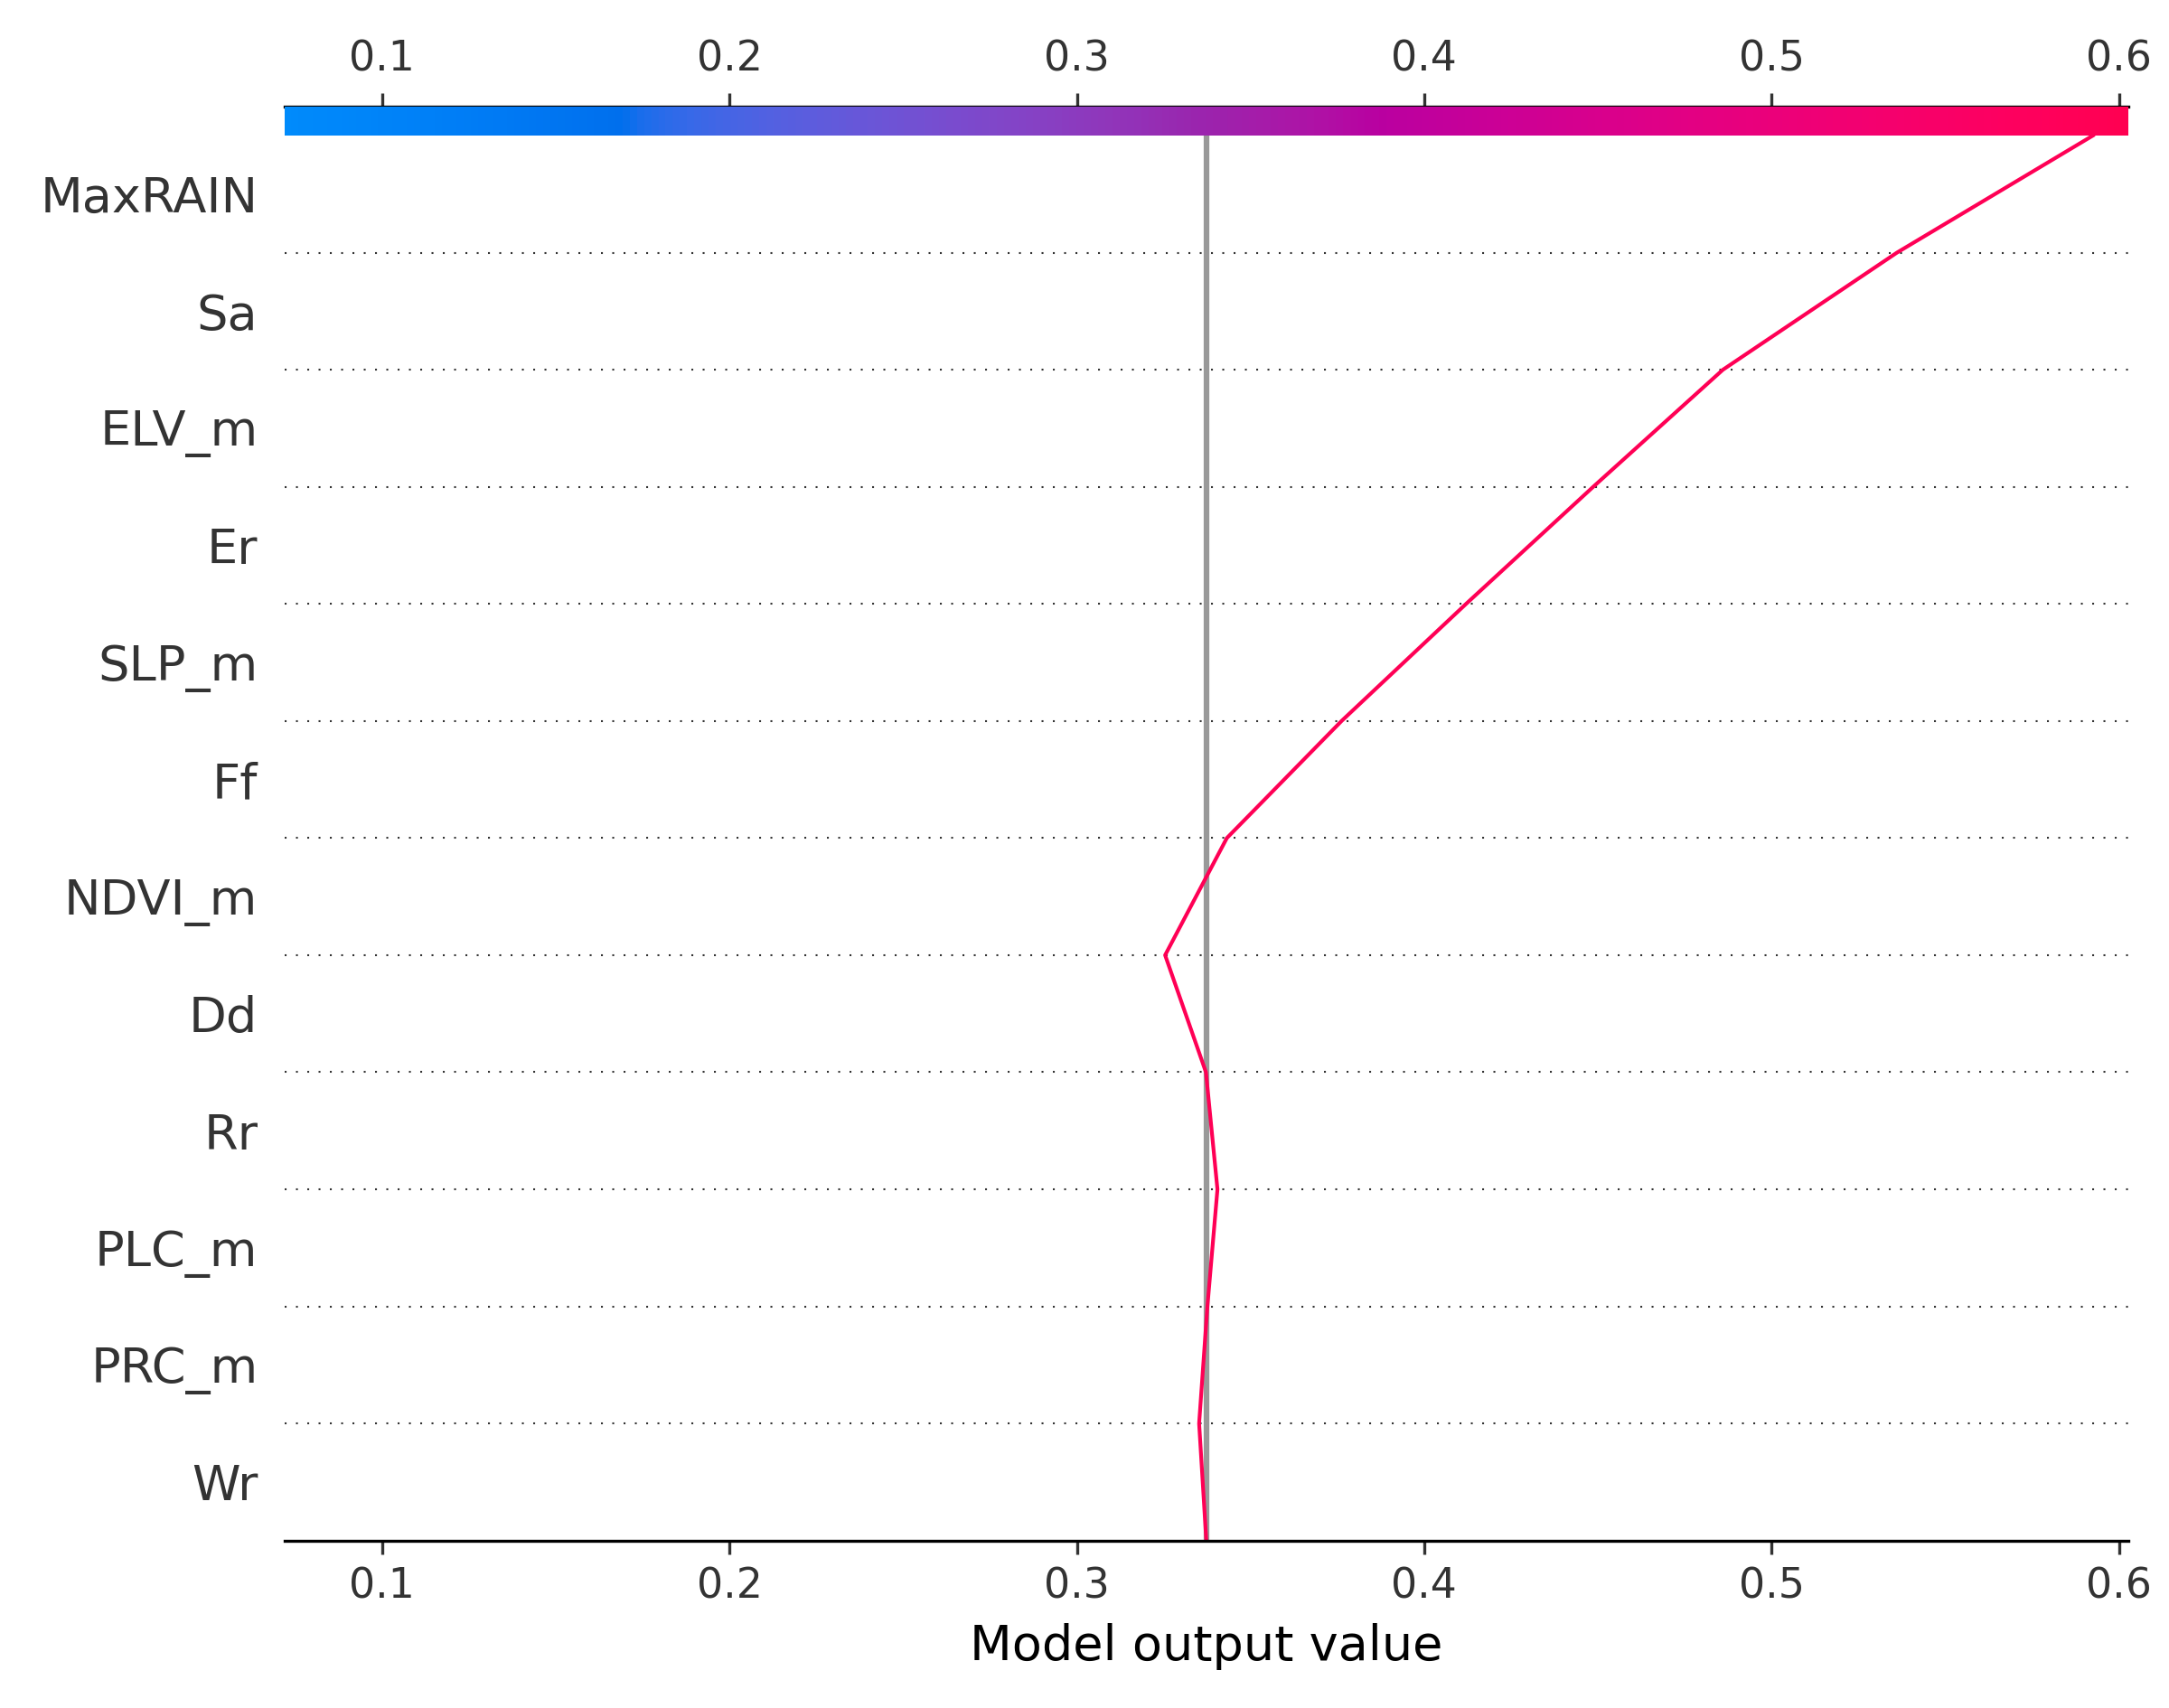 0.1 0.2 0.3 0.4 0.5 0.6
MaxRAIN
Sa
ELV_m
Er
SLP_m
Ff
NDVI_m
Dd
Rr
PLC_m
PRC_m
Wr
0.1 0.2 0.3 0.4 0.5 0.6
Model output value